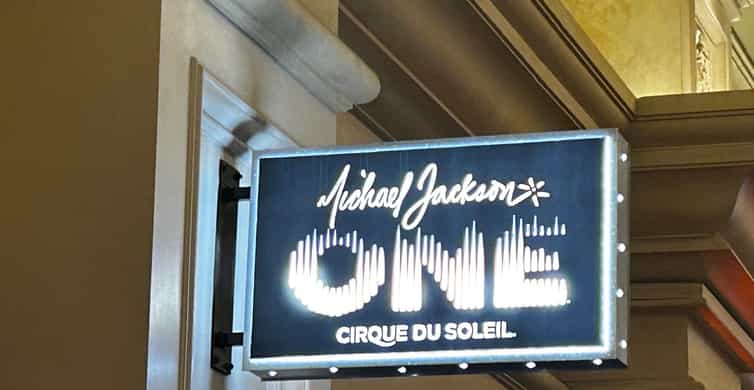 Michael Jackson
ONE
CIRQUE DU SOLEIL